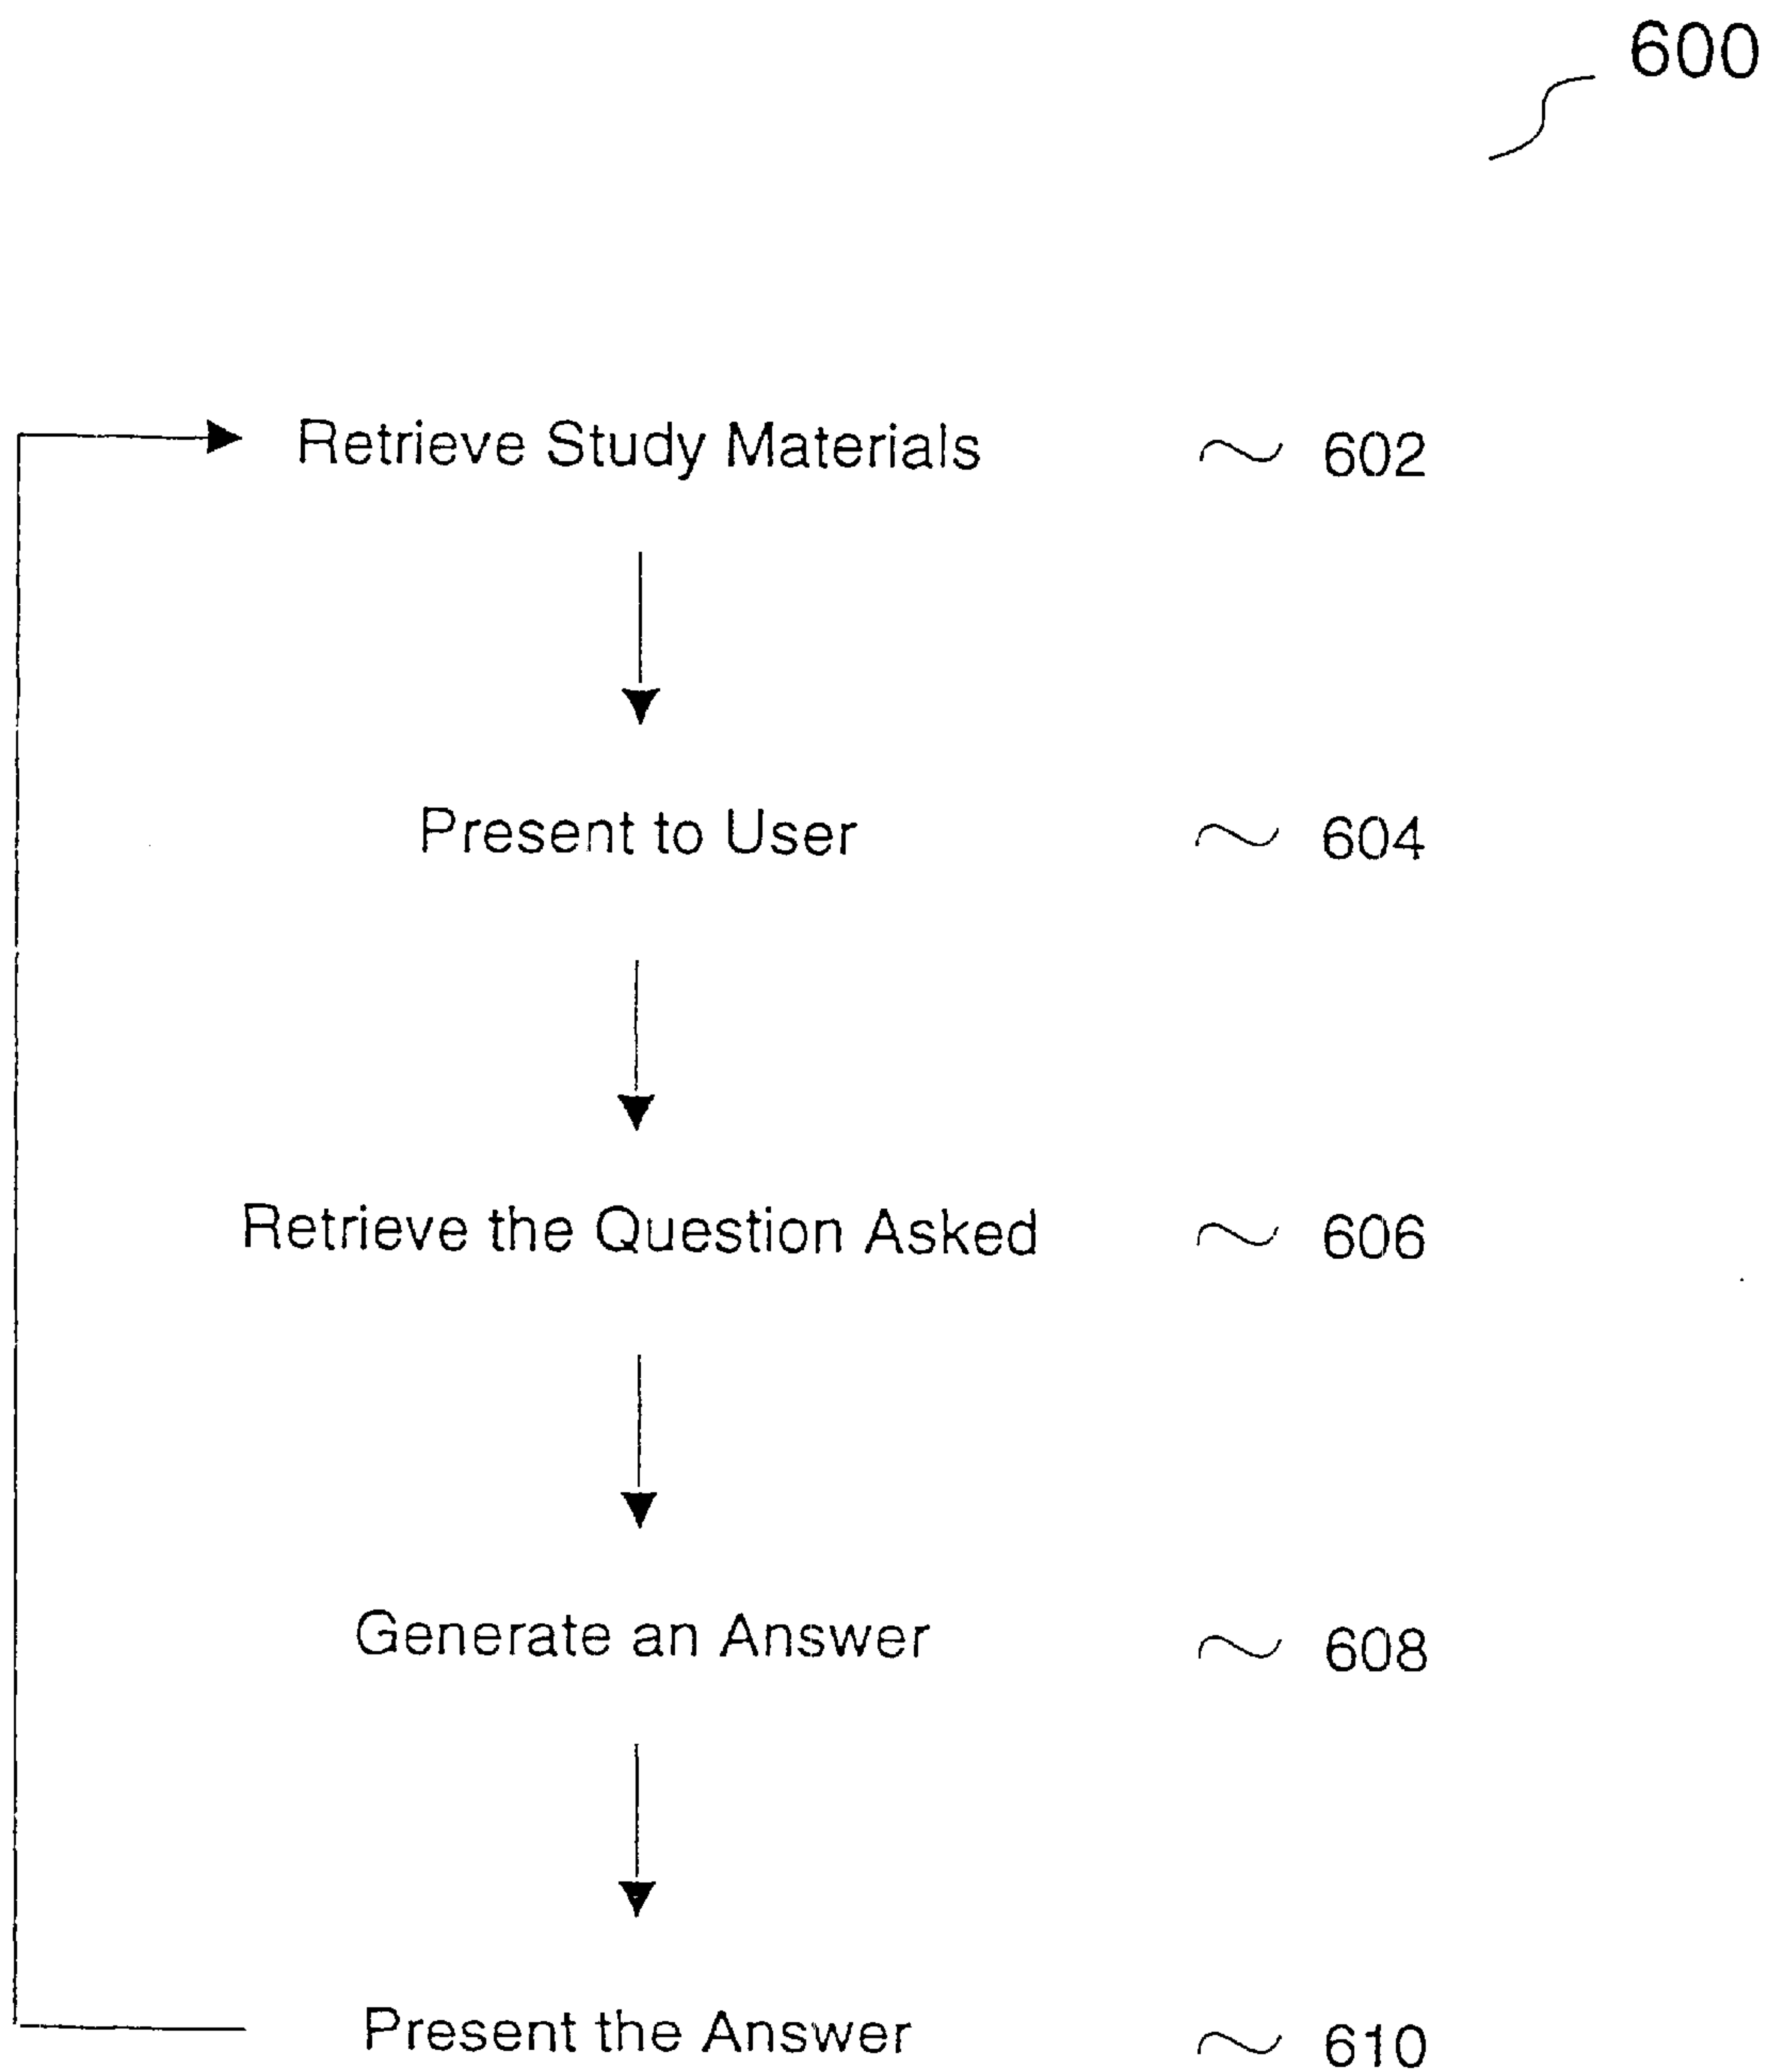 600
Retrieve Study Materials 602
Present to User 604
Retrieve the Question Asked 606
Generate an Answer 608
Present the Answer 610